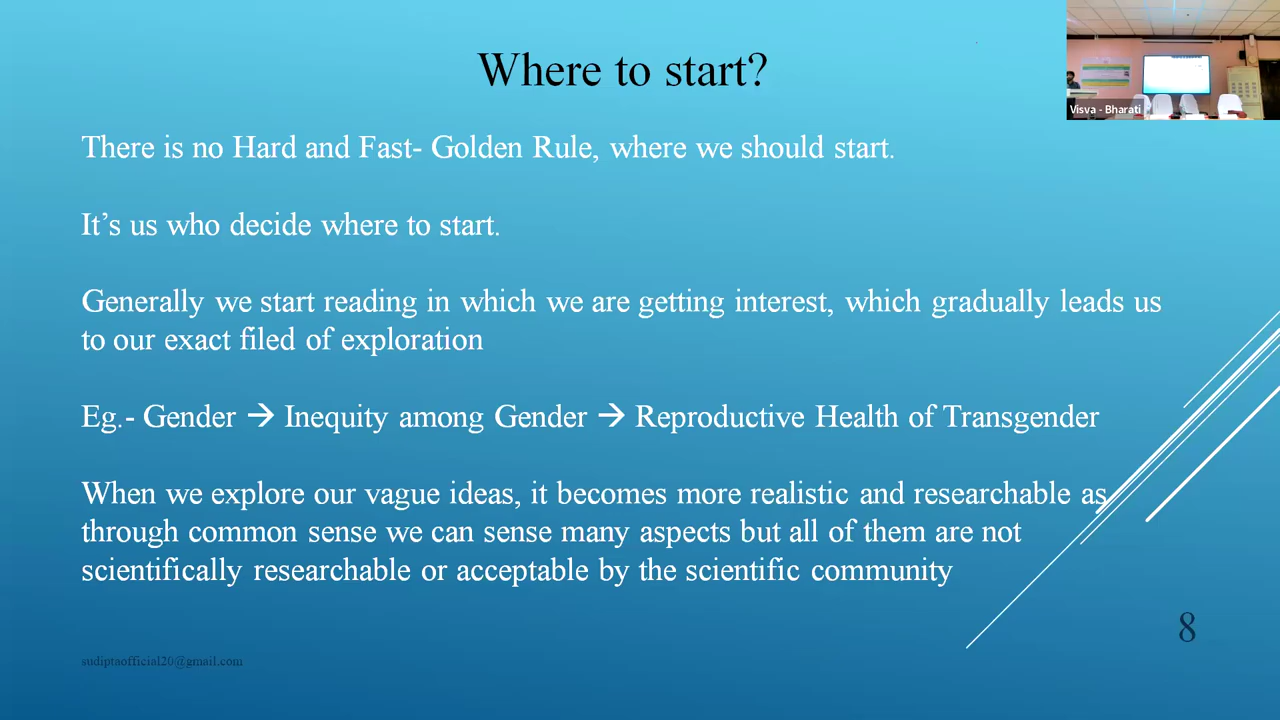 Where to start?
Visva - Bharati
There is no Hard and Fast- Golden Rule, where we should start.
It’s us who decide where to start.
Generally we start reading in which we are getting interest, which gradually leads us
to our exact filed of exploration
Eg.- Gender → Inequity among Gender → Reproductive Health of Transgender
When we explore our vague ideas, it becomes more realistic and researchable as
through common sense we can sense many aspects but all of them are not
scientifically researchable or acceptable by the scientific community
8
sudiptaofficial20@gmail.com